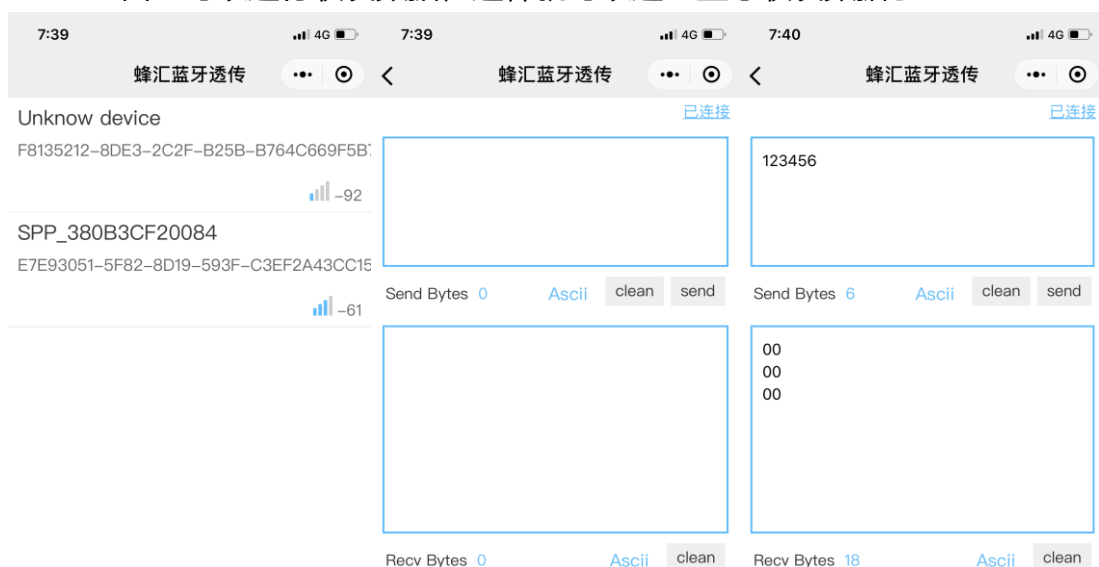 7:39
4G
蜂汇蓝牙透传
Unknow device
F8135212-8DE3-2C2F-B25B-B764C669F5B
-92
SPP_380B3CF20084
E7E93051-5F82-8D19-593F-C3EF2A43CC15
-61
7:39
4G
蜂汇蓝牙透传
已连接
Send Bytes 0 Ascii clean send
Recv Bytes 0 Ascii clean
7:40
4G
蜂汇蓝牙透传
已连接
123456
Send Bytes 6 Ascii clean send
00
00
00
Recv Bytes 18 Ascii clean